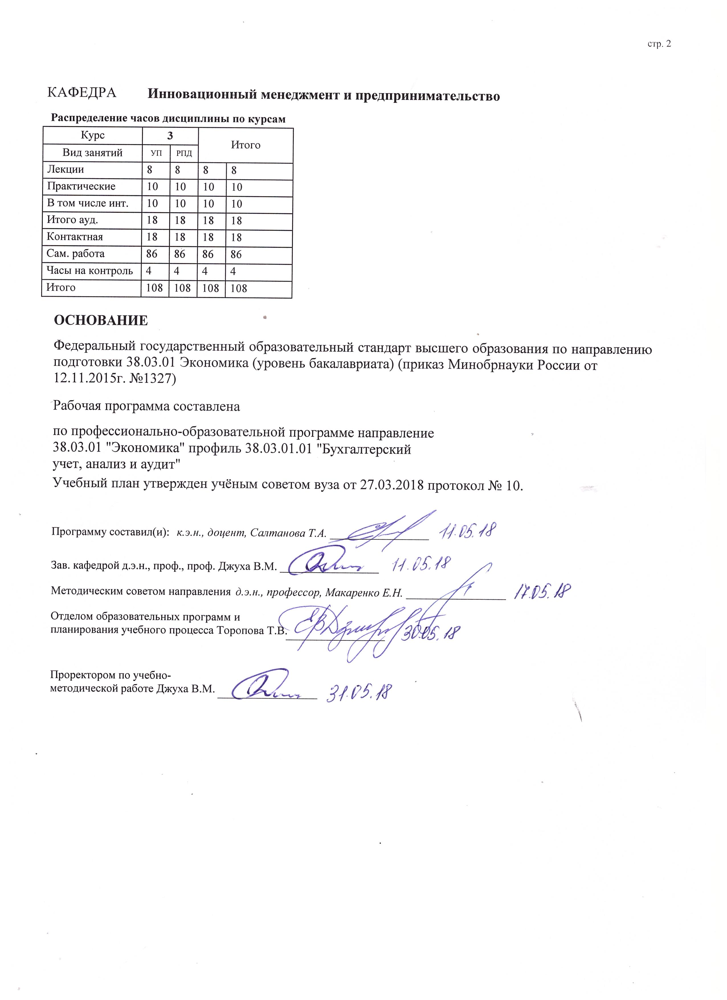 стр. 2
КАФЕДРА Инновационный менеджмент и предпринимательство
Распределение часов дисциплины по курсам
Курс 3 Итого
Вид занятий УП РПД
Лекции 8 8 8 8
Практические 10 10 10 10
В том числе инт. 10 10 10 10
Итого ауд. 18 18 18 18
Контактная 18 18 18 18
Сам. работа 86 86 86 86
Часы на контроль 4 4 4 4
Итого 108 108 108 108
ОСНОВАНИЕ
Федеральный государственный образовательный стандарт высшего образования по направлению
подготовки 38.03.01 Экономика (уровень бакалавриата) (приказ Минобрнауки России от
12.11.2015г. №1327)
Рабочая программа составлена
по профессионально-образовательной программе направление
38.03.01 "Экономика" профиль 38.03.01.01 "Бухгалтерский
учет, анализ и аудит"
Учебный план утвержден учёным советом вуза от 27.03.2018 протокол № 10.
Программу составил(и): к.э.н., доцент, Салтанова Т.А. 11.05.18
Зав. кафедрой д.э.н., проф., проф. Джуха В.М. 11.05.18
Методическим советом направления д.э.н., профессор, Макаренко Е.Н. 17.05.18
Отделом образовательных программ и
планирования учебного процесса Торопова Т.В. 30.05.18
Проректором по учебно-
методической работе Джуха В.М. 31.05.18